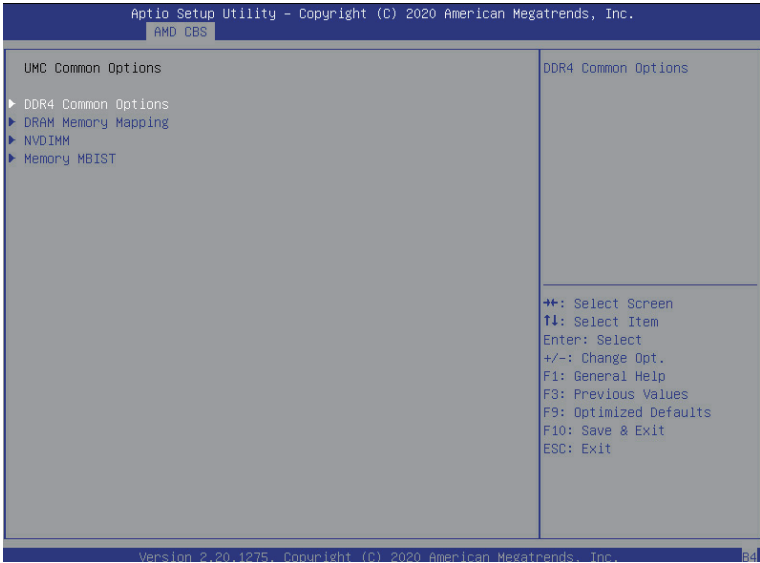 Aptio Setup Utility – Copyright (C) 2020 American Megatrends, Inc.
AMD CBS
UMC Common Options
DDR4 Common Options
DRAM Memory Mapping
NVDIMM
Memory MBIST
DDR4 Common Options
→←: Select Screen
↑↓: Select Item
Enter: Select
+/-: Change Opt.
F1: General Help
F3: Previous Values
F9: Optimized Defaults
F10: Save & Exit
ESC: Exit
Version 2.20.1275. Copyright (C) 2020 American Megatrends, Inc.
B4